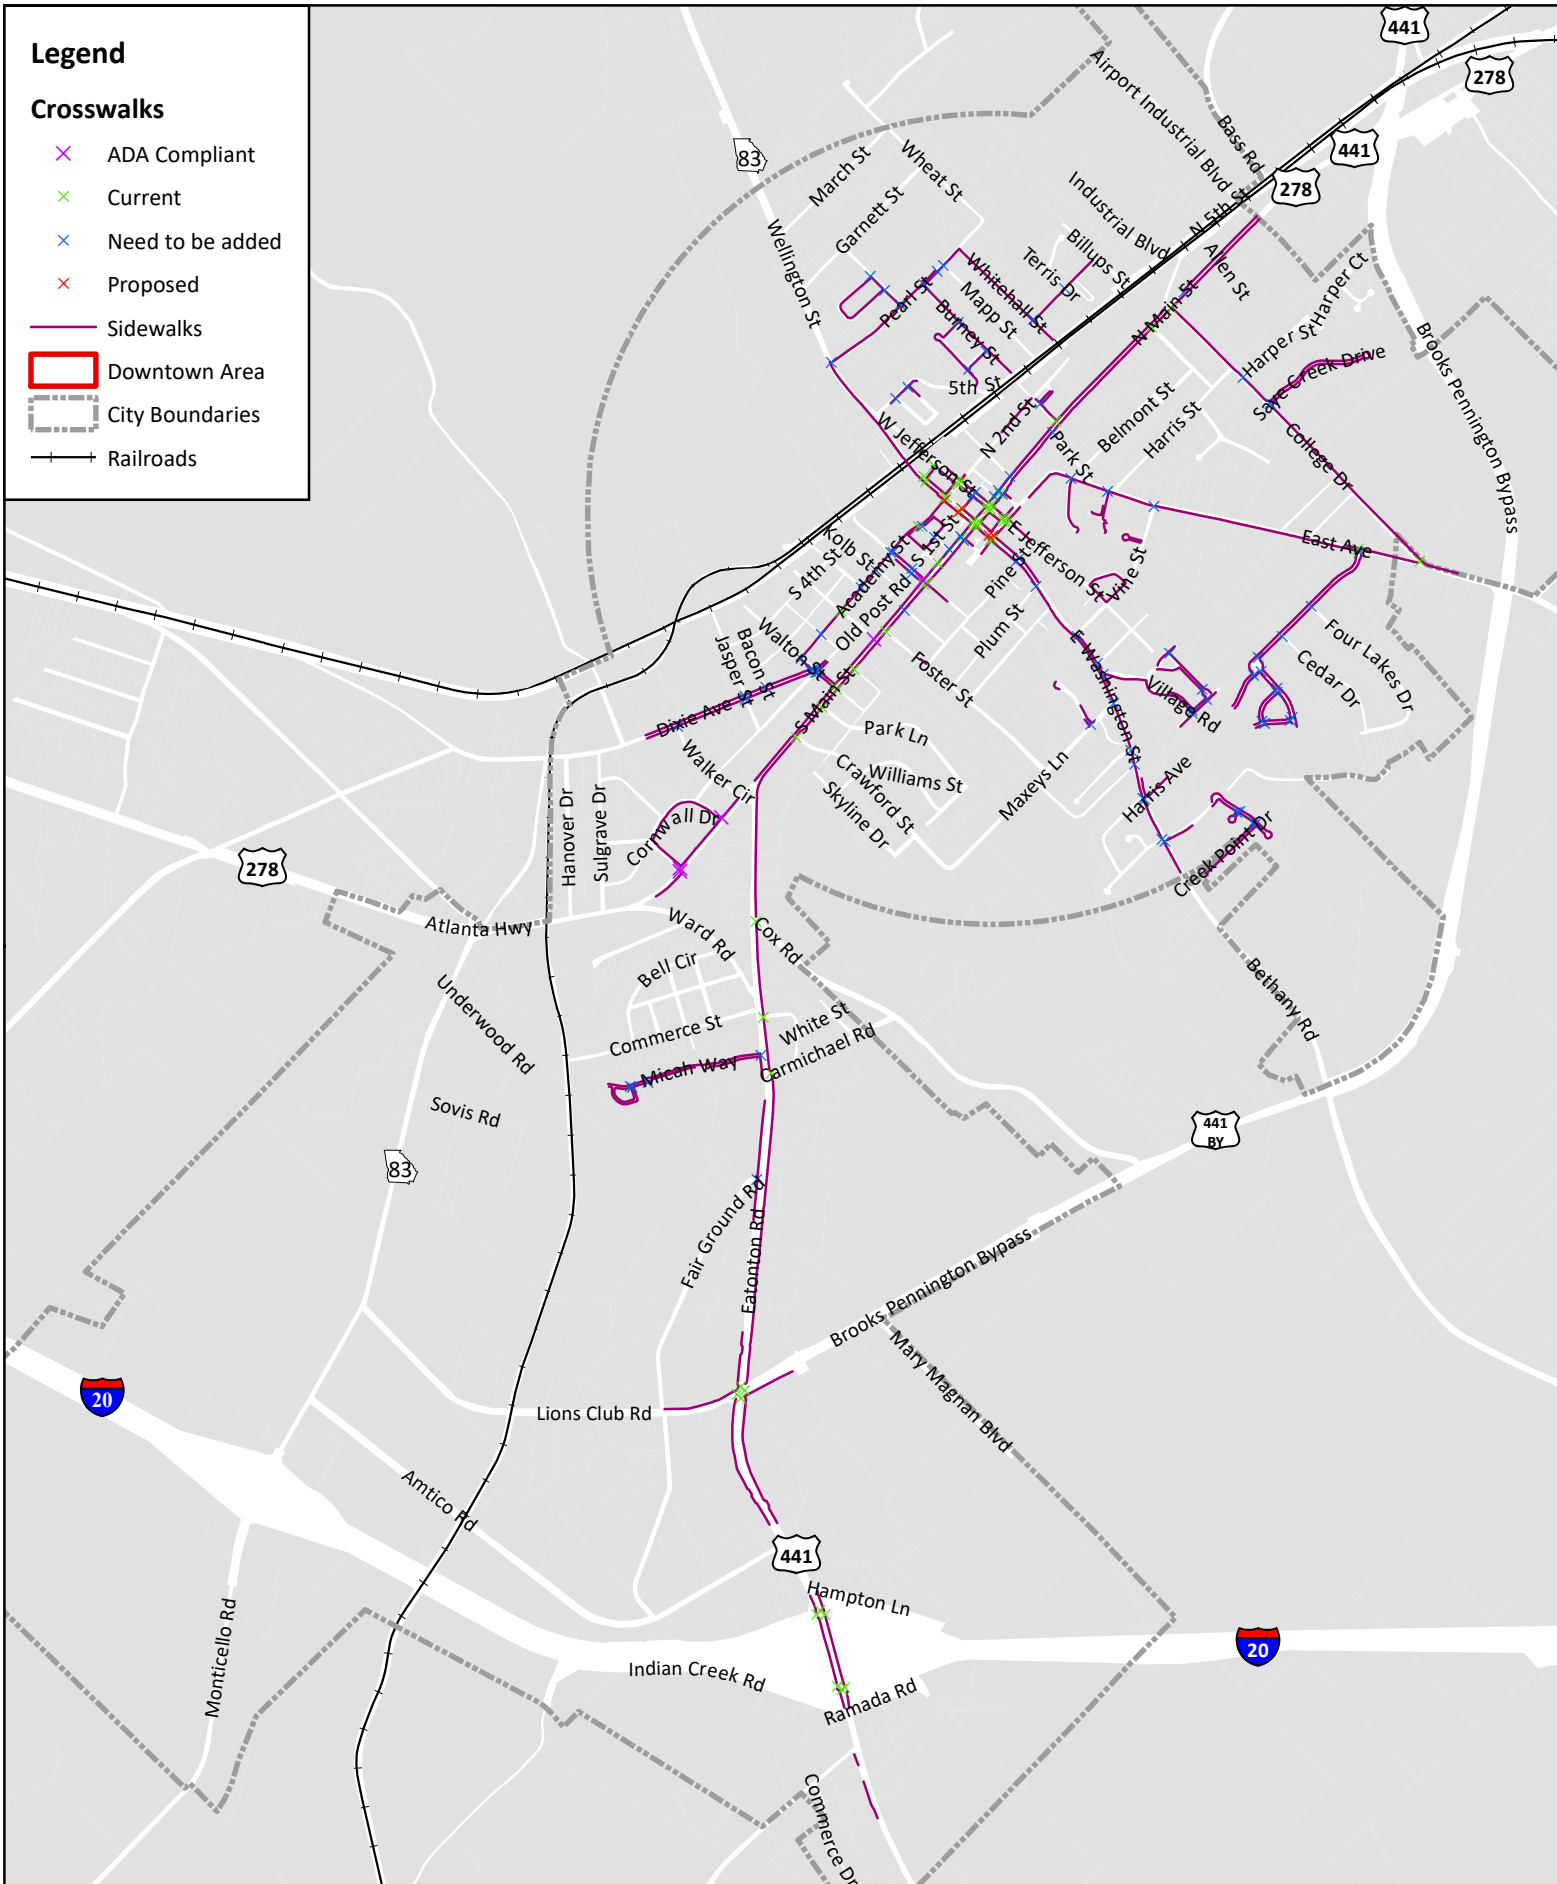 Legend
Crosswalks
ADA Compliant
Current
Need to be added
Proposed
Sidewalks
Downtown Area
City Boundaries
Railroads
441
278
441
278
83
Airport Industrial Blvd
Bass Rd
March St
Wheat St
Garnett St
Industrial Blvd
N 5th St
Billups St
Allen St
Terris Dr
Wellington St
Whitehall St
Harper Ct
Pearl St
Mapp St
Burney St
N Main St
Harper St
Brooks Pennington Bypass
5th St
Saye Creek Drive
N 2nd St
Belmont St
Harris St
W Jefferson St
Park St
College Dr
Kolb St
S 1st St
E Jefferson St
East Ave
S 4th St
Academy St
Old Post Rd
Pine St
Vine St
Plum St
Walton St
Bacon St
Jasper St
Foster St
E Washington St
Four Lakes Dr
Cedar Dr
Village Rd
Dixie Ave
S Main St
Park Ln
Walker Cir
Crawford St
Williams St
Skyline Dr
Maxeys Ln
Harris Ave
Hanover Dr
Sulgrave Dr
Cornwall Dr
Creek Point Dr
278
Atlanta Hwy
Ward Rd
Cox Rd
Bell Cir
Underwood Rd
Bethany Rd
Commerce St
White St
Carmichael Rd
Micah Way
Sovis Rd
83
441
BY
Fair Ground Rd
Eatonton Rd
Brooks Pennington Bypass
Mary Magnan Blvd
20
Lions Club Rd
Amtico Rd
441
Hampton Ln
Monticello Rd
20
Indian Creek Rd
Ramada Rd
Commerce Dr